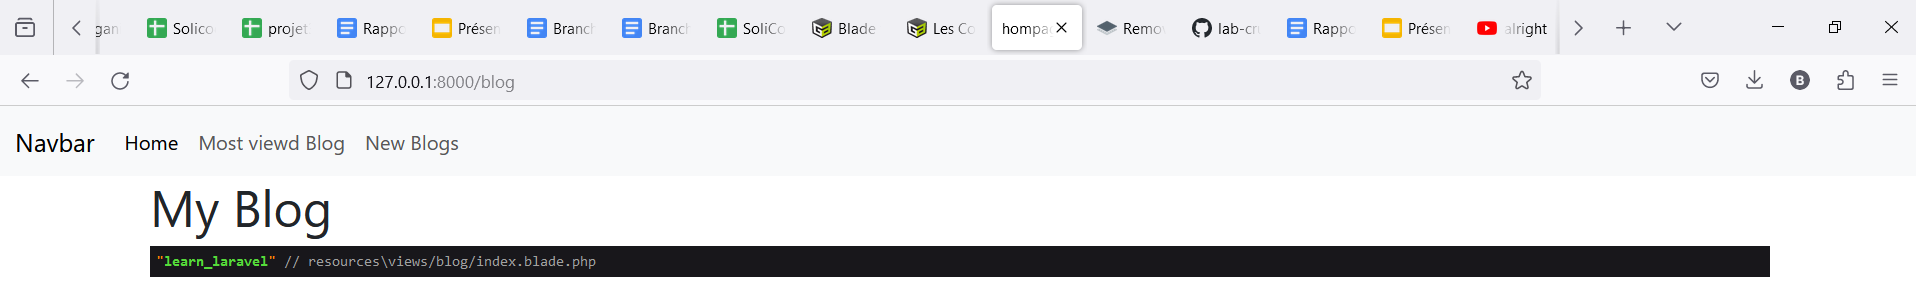 gan Solico projet Rappo Présen Branch Branch SoliCo Blade Les Co hompa Remov lab-cr Rappo Présen alright
127.0.0.1:8000/blog
B
Navbar Home Most viewd Blog New Blogs
My Blog
"learn_laravel" // resources\views/blog/index.blade.php